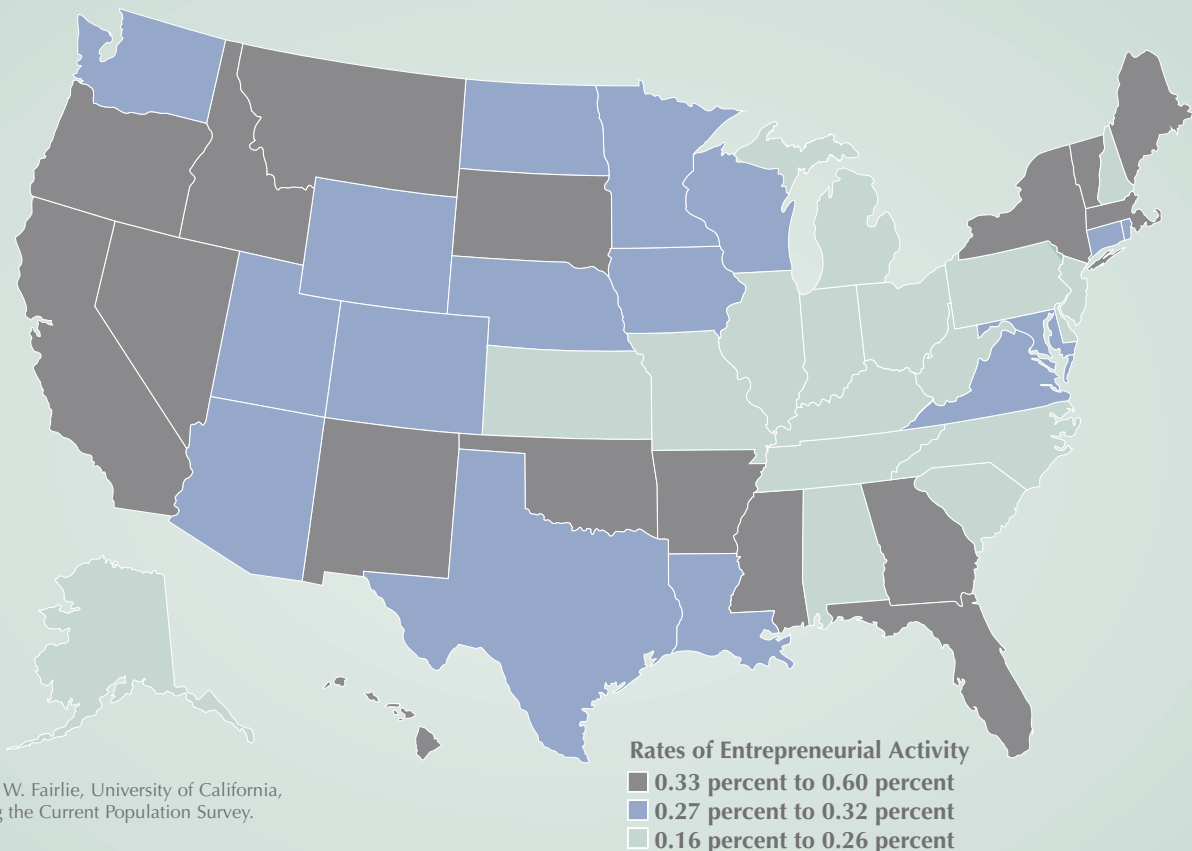 W. Fairlie, University of California,
the Current Population Survey.
Rates of Entrepreneurial Activity
0.33 percent to 0.60 percent
0.27 percent to 0.32 percent
0.16 percent to 0.26 percent